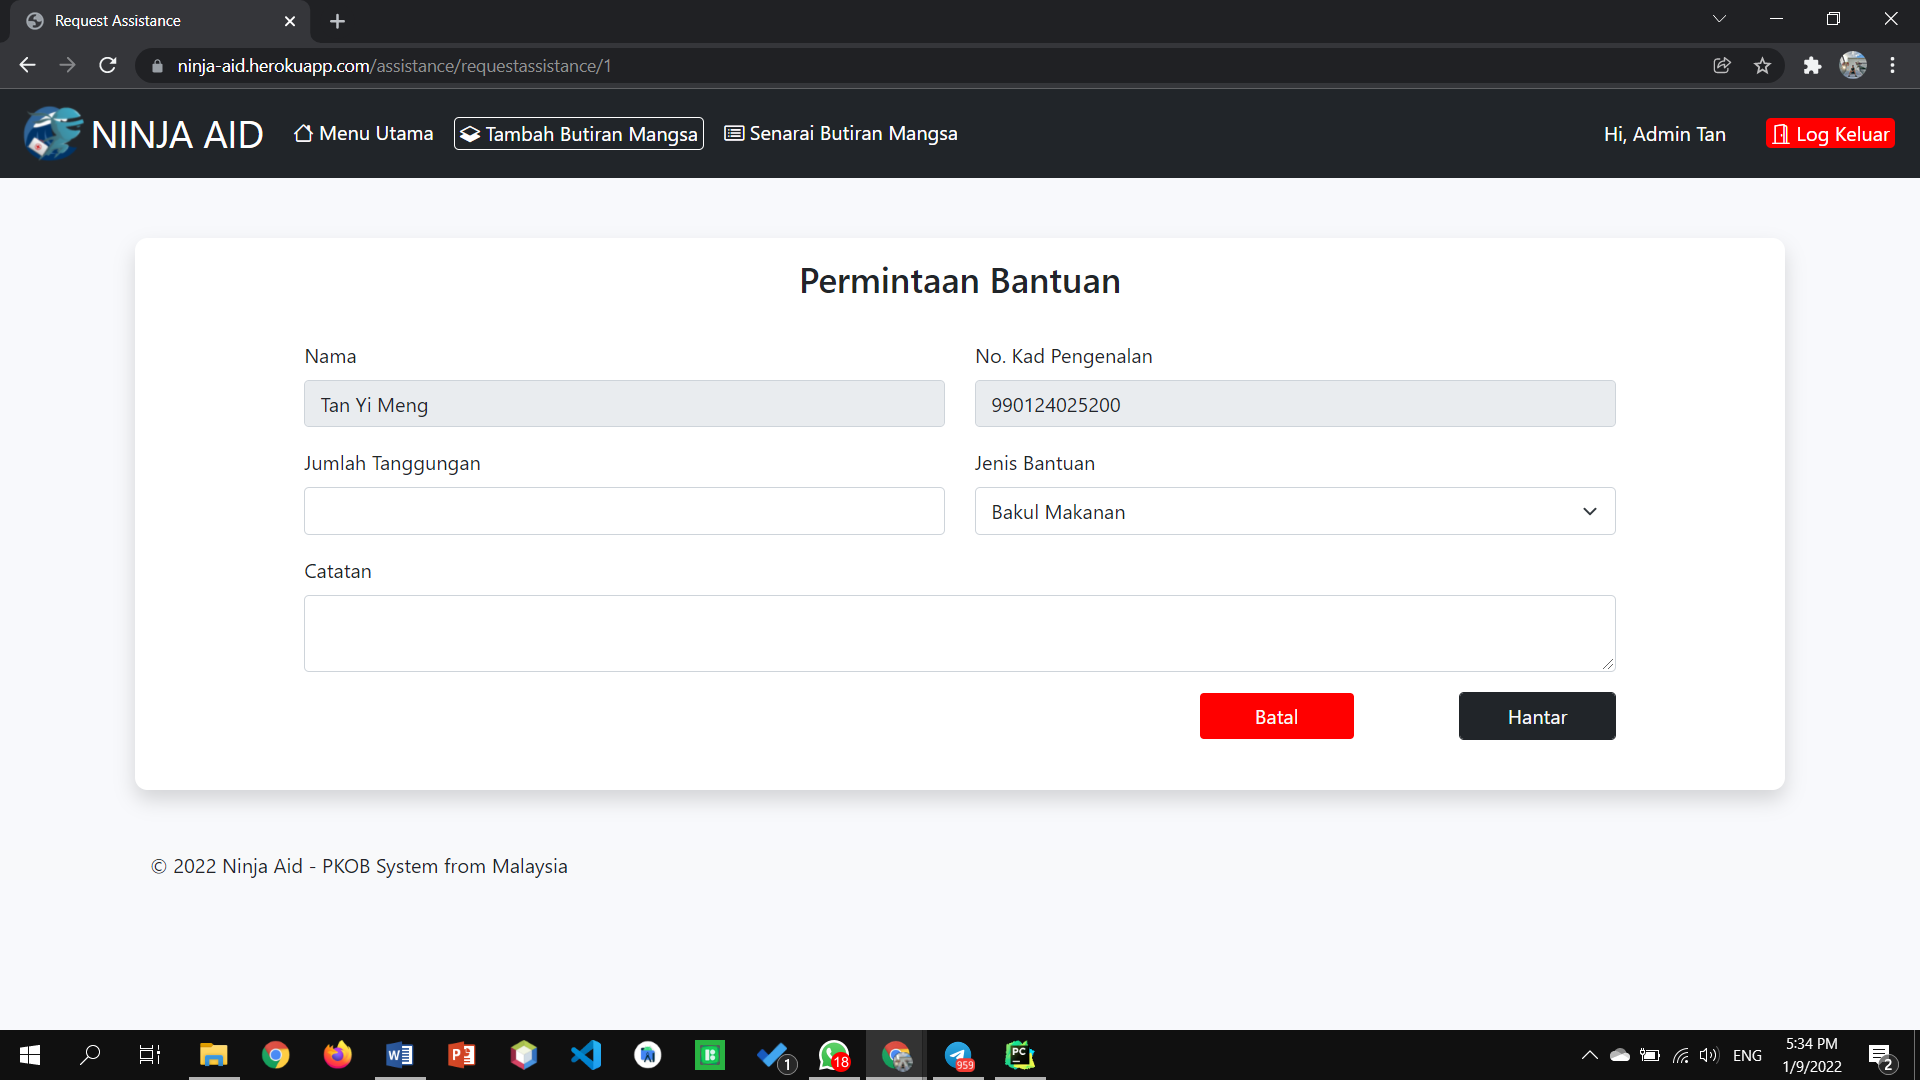 Request Assistance
ninja-aid.herokuapp.com/assistance/requestassistance/1
NINJA AID
Menu Utama
Tambah Butiran Mangsa
Senarai Butiran Mangsa
Hi, Admin Tan
Log Keluar
Permintaan Bantuan
Nama
No. Kad Pengenalan
Tan Yi Meng
990124025200
Jumlah Tanggungan
Jenis Bantuan
Bakul Makanan
Catatan
Batal
Hantar
© 2022 Ninja Aid - PKOB System from Malaysia
1
18
959
PC
ENG
5:34 PM
1/9/2022
2